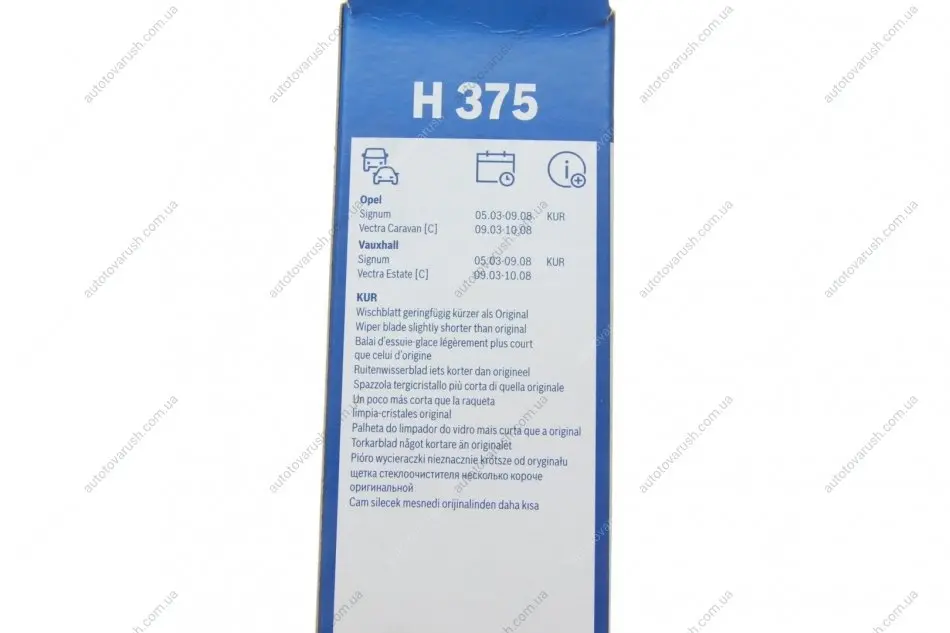 H 375
Opel
Signum 05.03-09.08 KUR
Vectra Caravan [C] 09.03-10.08
Vauxhall
Signum 05.03-09.08 KUR
Vectra Estate [C] 09.03-10.08
KUR
Wischblatt geringfügig kürzer als Original
Wiper blade slightly shorter than original
Balai d'essuie-glace légèrement plus court
que celui d'origine
Ruitenwisserblad iets korter dan origineel
Spazzola tergicristallo più corta di quella originale
Un poco más corta que la raqueta
limpia-cristales original
Palheta do limpador do vidro mais curta que a original
Torkarblad något kortare än originalet
Pióro wycieraczki nieznacznie krótsze od oryginału
щетка стеклоочистителя несколько короче
оригинальной
Cam silecek mesnedi orijinalinden daha kısa
autotovarush.com.ua